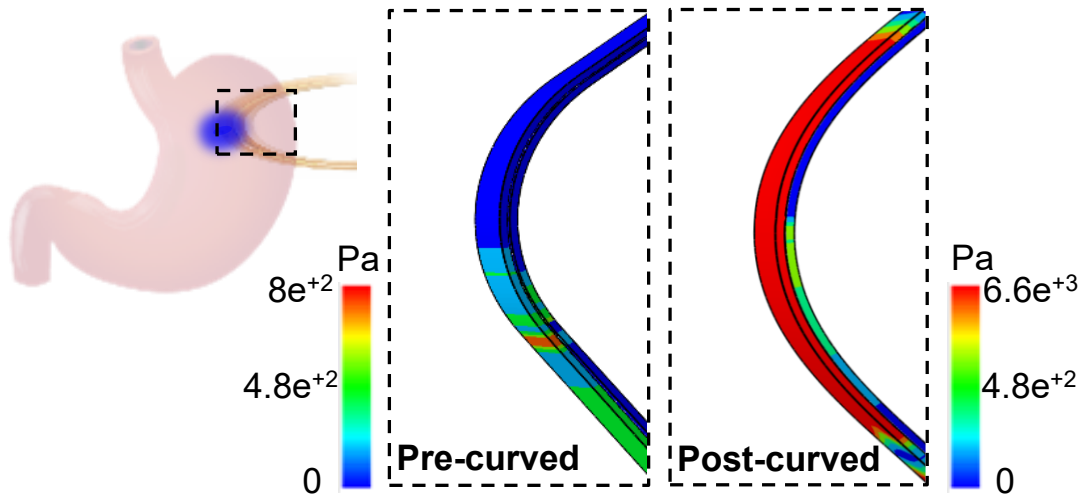 Pa
8e⁺²
4.8e⁺²
0
Pre-curved
Post-curved
Pa
6.6e⁺³
4.8e⁺²
0